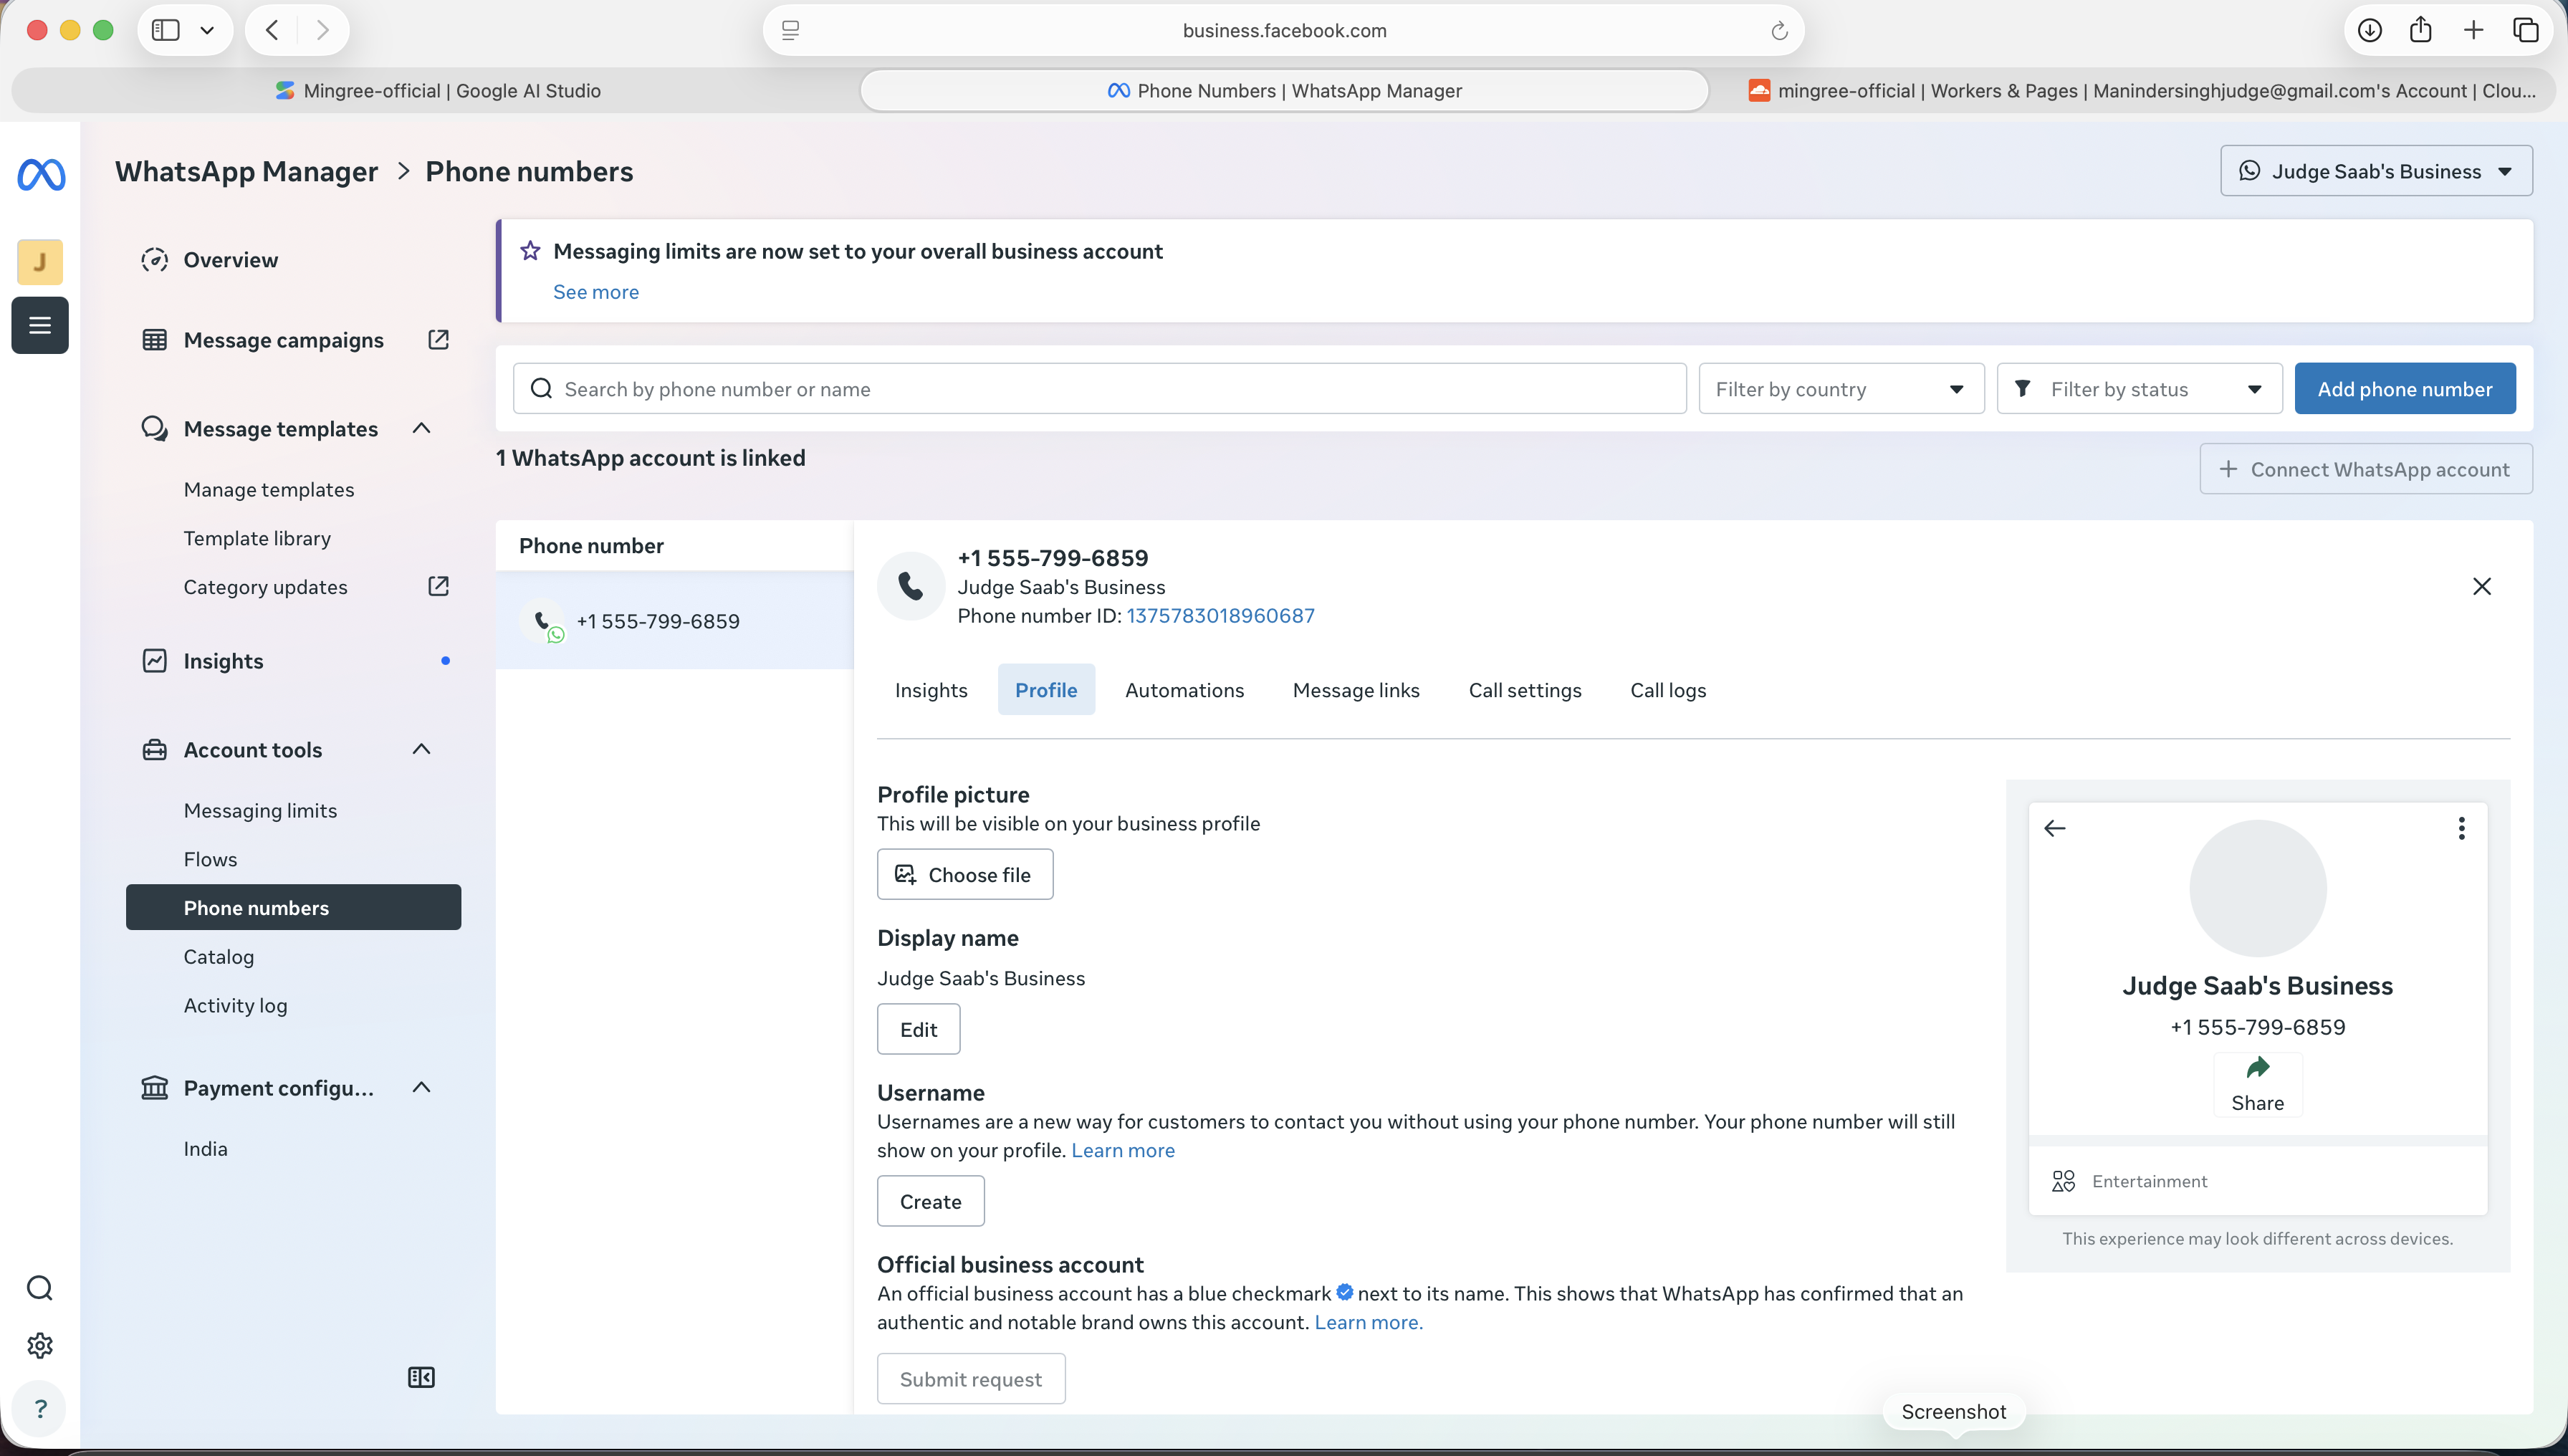 business.facebook.com
Mingree-official | Google AI Studio
Phone Numbers | WhatsApp Manager
mingree-official | Workers & Pages | Manindersinghjudge@gmail.com's Account | Clou...
WhatsApp Manager > Phone numbers
Judge Saab's Business
J
Overview
Message campaigns
Message templates
Manage templates
Template library
Category updates
Insights
Account tools
Messaging limits
Flows
Phone numbers
Catalog
Activity log
Payment configu...
India
?
Messaging limits are now set to your overall business account
See more
Search by phone number or name
Filter by country
Filter by status
Add phone number
1 WhatsApp account is linked
+ Connect WhatsApp account
Phone number
+1 555-799-6859
+1 555-799-6859
Judge Saab's Business
Phone number ID: 1375783018960687
Insights
Profile
Automations
Message links
Call settings
Call logs
Profile picture
This will be visible on your business profile
Choose file
Display name
Judge Saab's Business
Edit
Username
Usernames are a new way for customers to contact you without using your phone number. Your phone number will still
show on your profile. Learn more
Create
Official business account
An official business account has a blue checkmark next to its name. This shows that WhatsApp has confirmed that an
authentic and notable brand owns this account. Learn more.
Submit request
Judge Saab's Business
+1 555-799-6859
Share
Entertainment
This experience may look different across devices.
Screenshot